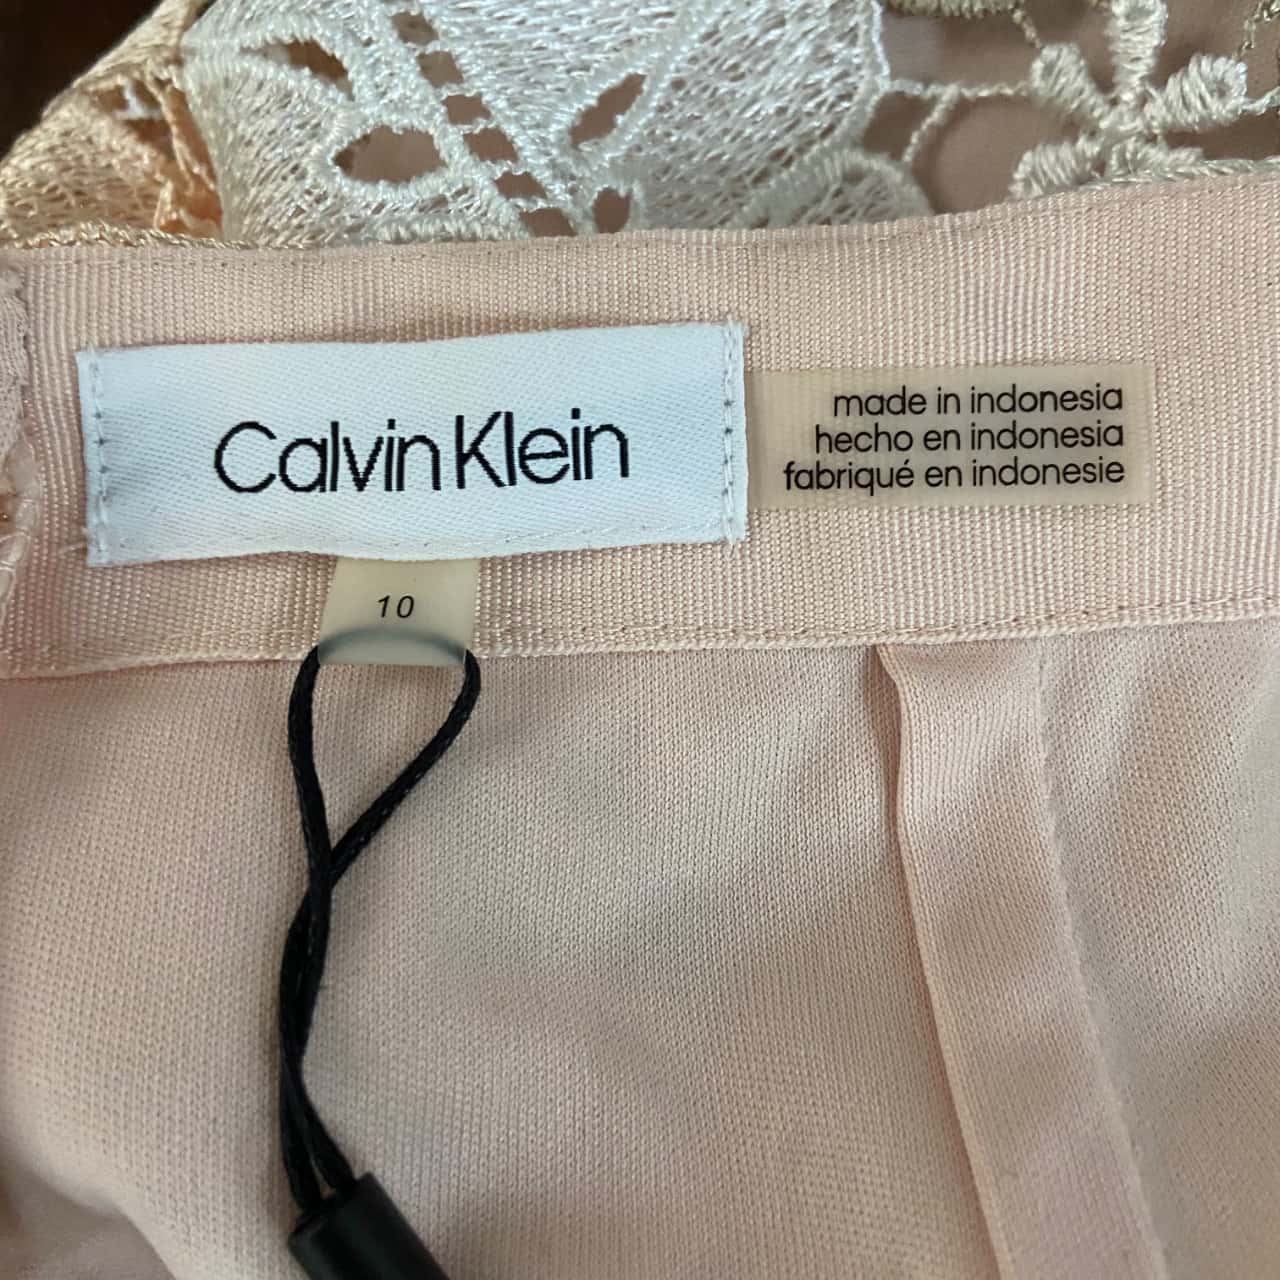 Calvin Klein
made in indonesia
hecho en indonesia
fabriqué en indonesie
10